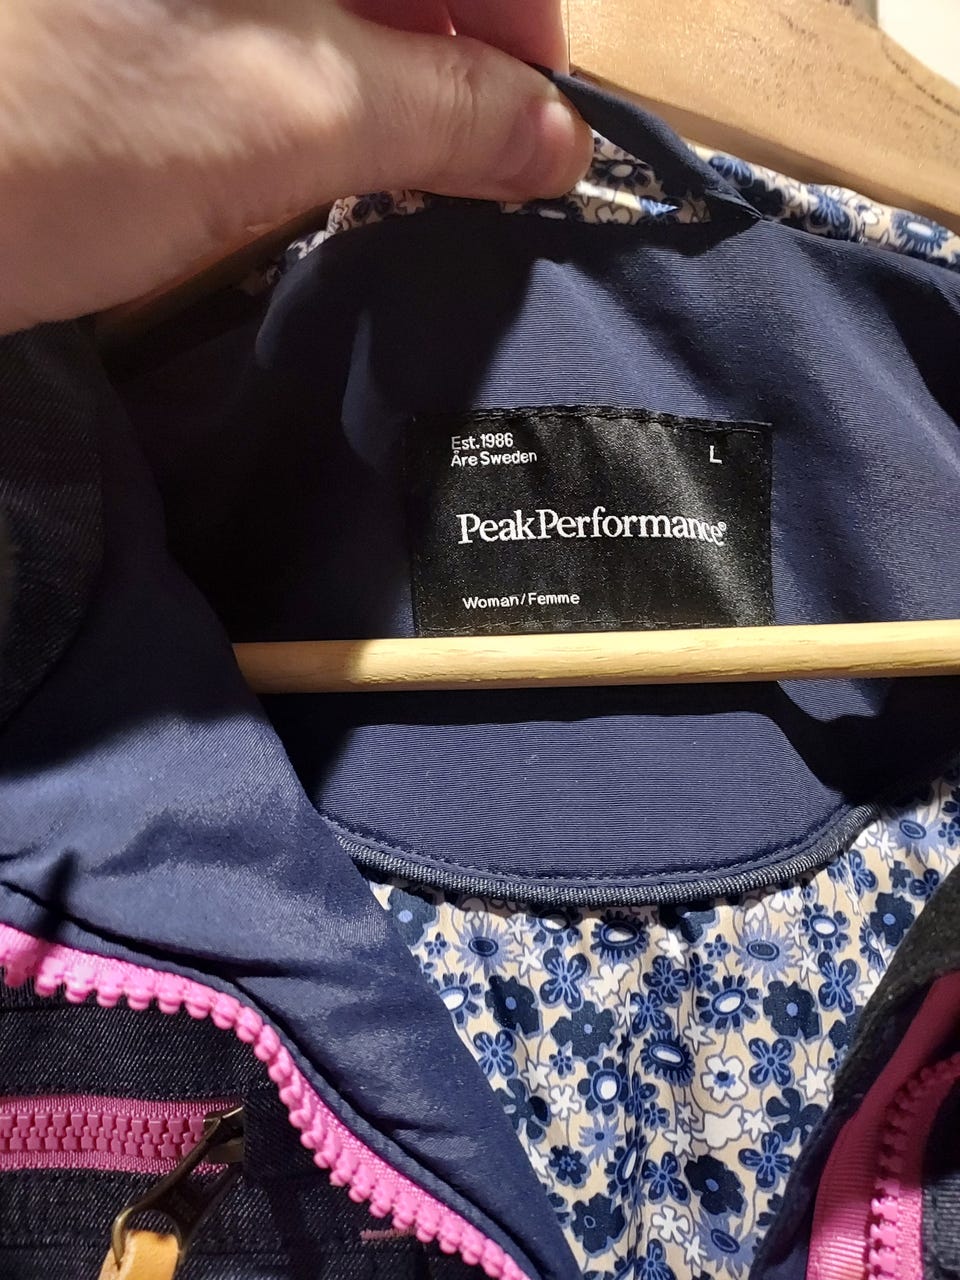 Est.1986
Åre Sweden
L
PeakPerformance®
Woman/Femme